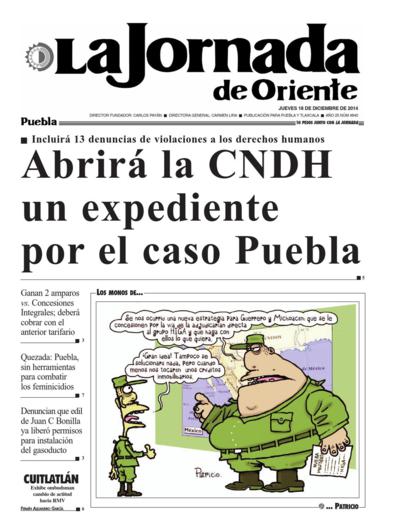 La Jornada
de Oriente
JUEVES 18 DE DICIEMBRE DE 2014
DIRECTOR FUNDADOR: CARLOS PAYÁN ■ DIRECTORA GENERAL: CARMEN LIRA ■ PUBLICACIÓN PARA PUEBLA Y TLAXCALA ■ AÑO 25 NÚM
Puebla
10 PESOS JUNTO CON LA JORNADA
■ Incluirá 13 denuncias de violaciones a los derechos humanos
Abrirá la CNDH
un expediente
por el caso Puebla
■ 5
Ganan 2 amparos
vs. Concesiones
Integrales; deberá
cobrar con el
anterior tarifario
■ 3
Quezada: Puebla,
sin herramientas
para combatir
los feminicidios
■ 7
Denuncian que edil
de Juan C Bonilla
ya liberó permisos
para instalación
del gasoducto
■ 3
CUITLATLÁN
Exhibe ombudsman
cambio de actitud
hacia RMV
FERMÍN ALEJANDRO GARCÍA ■ 6
LOS MONOS DE...
Se nos ocurrió una nueva estrategia para Guerrero y Michoacán: que se le
concesionen por la vía de la adjudicación directa
al grupo HIGA y que haga con
ellos lo que quiera.
¡Gran idea! Tampoco se
solucionará nada, pero cuando
menos nos tocarán unos créditos
inmobiliarios.
México
PATRICIO.
... PATRICIO